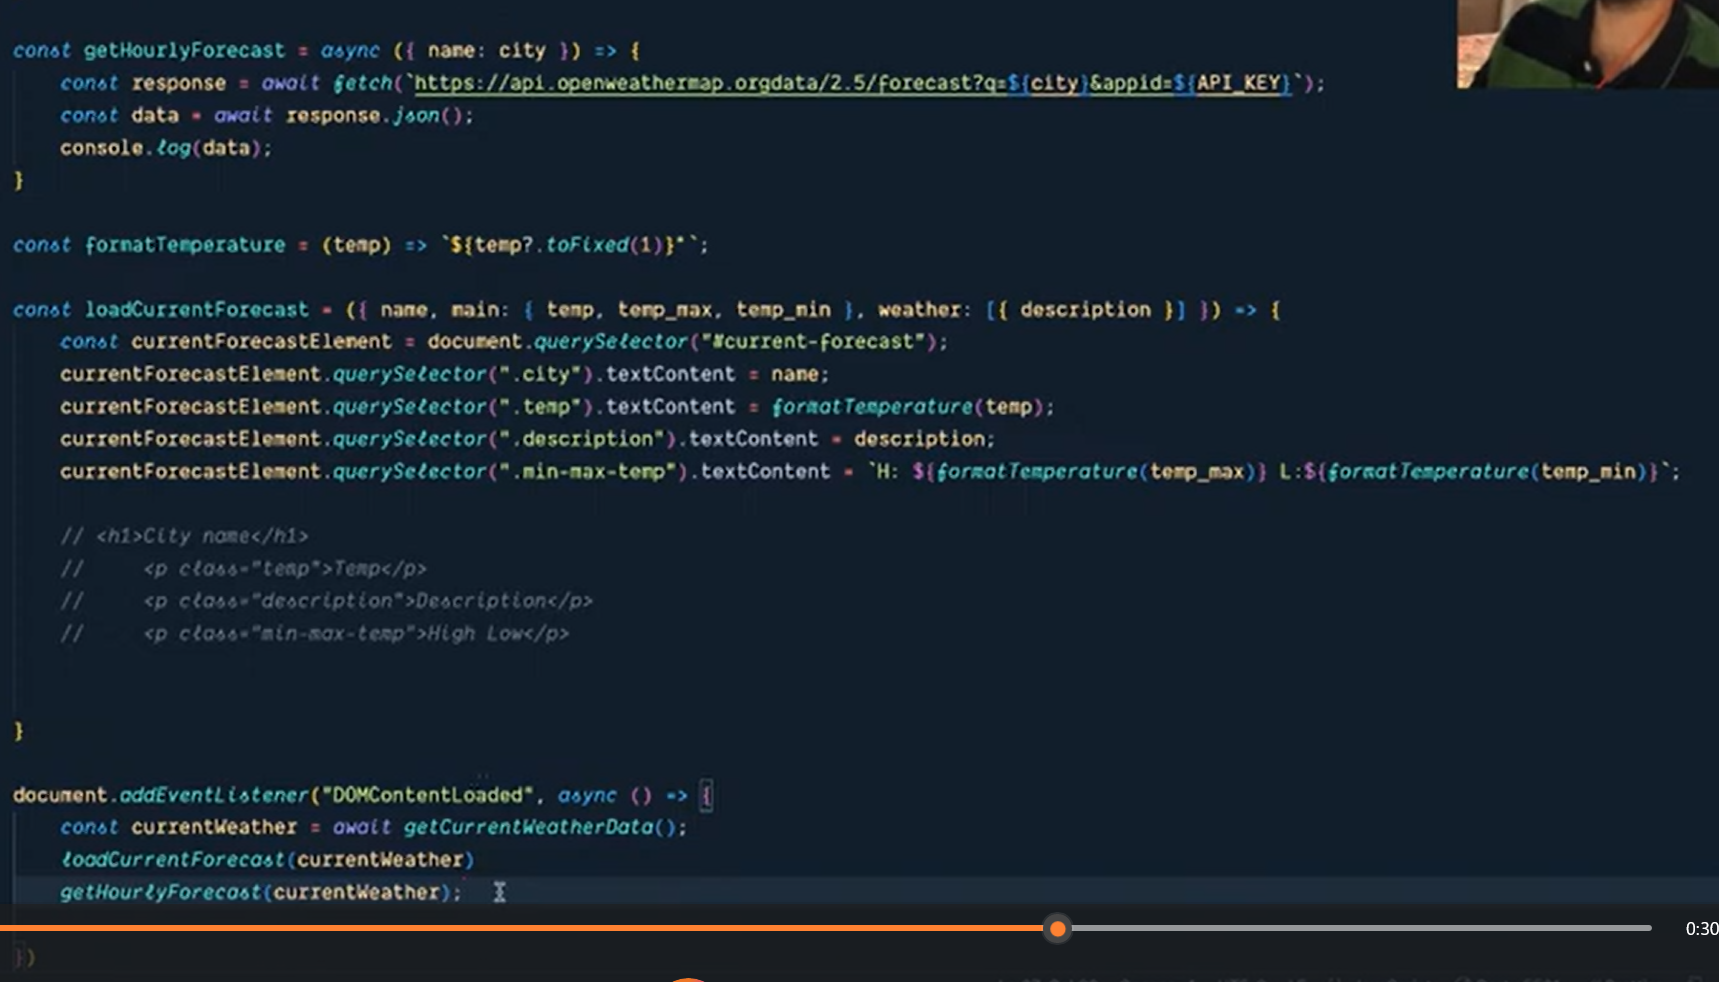 const getHourlyForecast = async ({ name: city }) => {
const response = await fetch(`https://api.openweathermap.orgdata/2.5/forecast?q=${city}&appid=${API_KEY}`);
const data = await response.json();
console.log(data);
}
const formatTemperature = (temp) => `${temp?.toFixed(1)}°`;
const loadCurrentForecast = ({ name, main: { temp, temp_max, temp_min }, weather: [{ description }] }) => {
const currentForecastElement = document.querySelector("#current-forecast");
currentForecastElement.querySelector(".city").textContent = name;
currentForecastElement.querySelector(".temp").textContent = formatTemperature(temp);
currentForecastElement.querySelector(".description").textContent = description;
currentForecastElement.querySelector(".min-max-temp").textContent = `H: ${formatTemperature(temp_max)} L:${formatTemperature(temp_min)}`;
// <h1>City name</h1>
// <p class="temp">Temp</p>
// <p class="description">Description</p>
// <p class="min-max-temp">High Low</p>
}
document.addEventListener("DOMContentLoaded", async () => {
const currentWeather = await getCurrentWeatherData();
loadCurrentForecast(currentWeather)
getHourlyForecast(currentWeather);
0:30
})